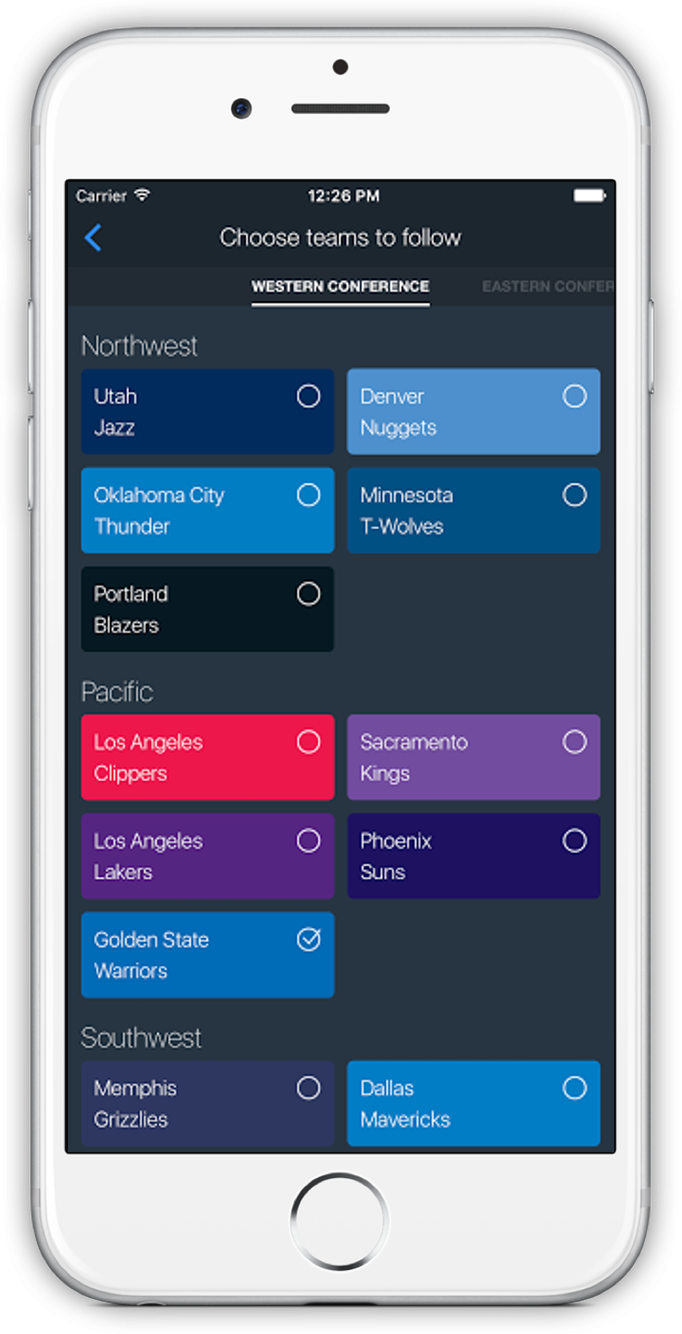 Carrier 12:26 PM
Choose teams to follow
WESTERN CONFERENCE EASTERN CONFER
Northwest
Utah
Jazz
Denver
Nuggets
Oklahoma City
Thunder
Minnesota
T-Wolves
Portland
Blazers
Pacific
Los Angeles
Clippers
Sacramento
Kings
Los Angeles
Lakers
Phoenix
Suns
Golden State
Warriors
Southwest
Memphis
Grizzlies
Dallas
Mavericks